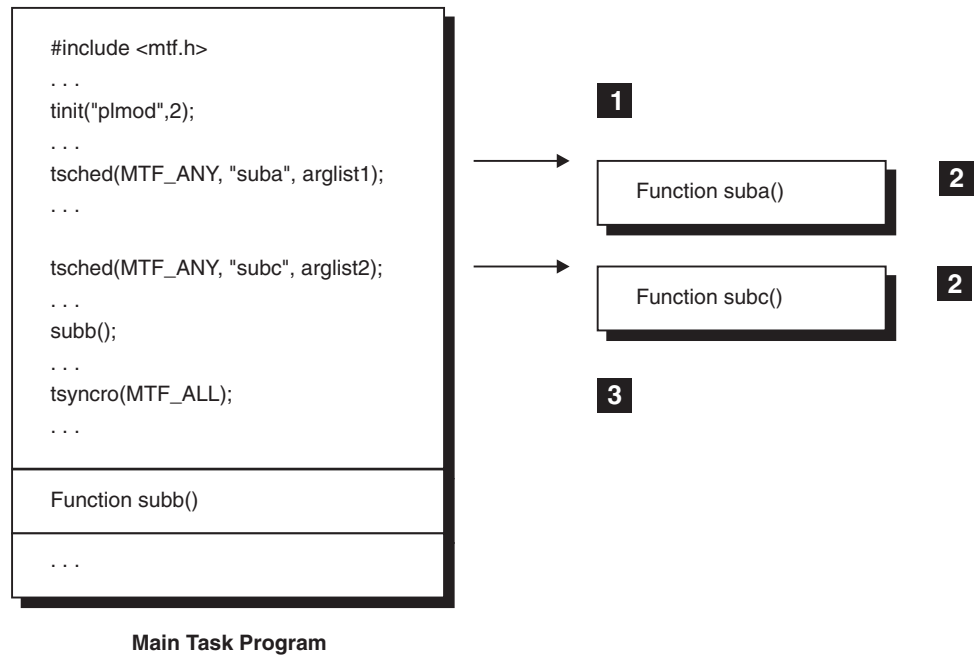 #include <mtf.h>
. . .
tinit("plmod",2);
. . .
tsched(MTF_ANY, "suba", arglist1);
. . .
tsched(MTF_ANY, "subc", arglist2);
. . .
subb();
. . .
tsyncro(MTF_ALL);
. . .
Function subb()
. . .
Main Task Program
1
Function suba()
2
Function subc()
2
3